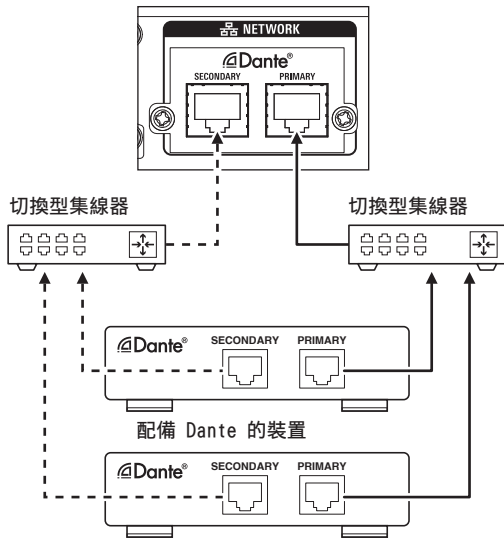 NETWORK
Dante®
SECONDARY PRIMARY
切換型集線器 切換型集線器
Dante® SECONDARY PRIMARY
配備 Dante 的裝置
Dante® SECONDARY PRIMARY